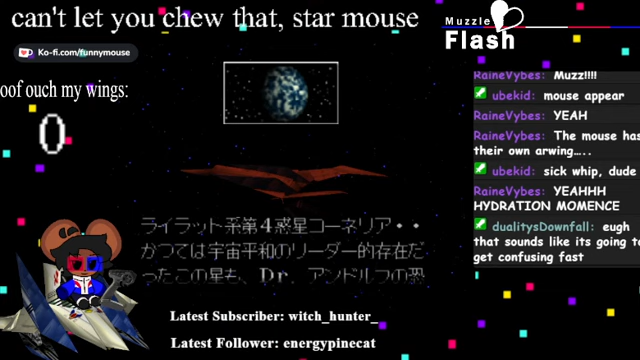 can't let you chew that, star mouse
Ko-fi.com/funnymouse
oof ouch my wings:
0
ライラット系第4惑星コーネリア・・
かつては宇宙平和のリーダー的存在だ
ったこの星も、Dr.アンドルフの恐
Latest Subscriber: witch_hunter_
Latest Follower: energypinecat
Muzzle
Flash
RaineVybes: Muzz!!!!
ubekid: mouse appear
RaineVybes: YEAH
RaineVybes: The mouse has
their own arwing.....
ubekid: sick whip, dude
RaineVybes: YEAHHH
HYDRATION MOMENCE
dualitysDownfall: eugh
that sounds like its going to
get confusing fast